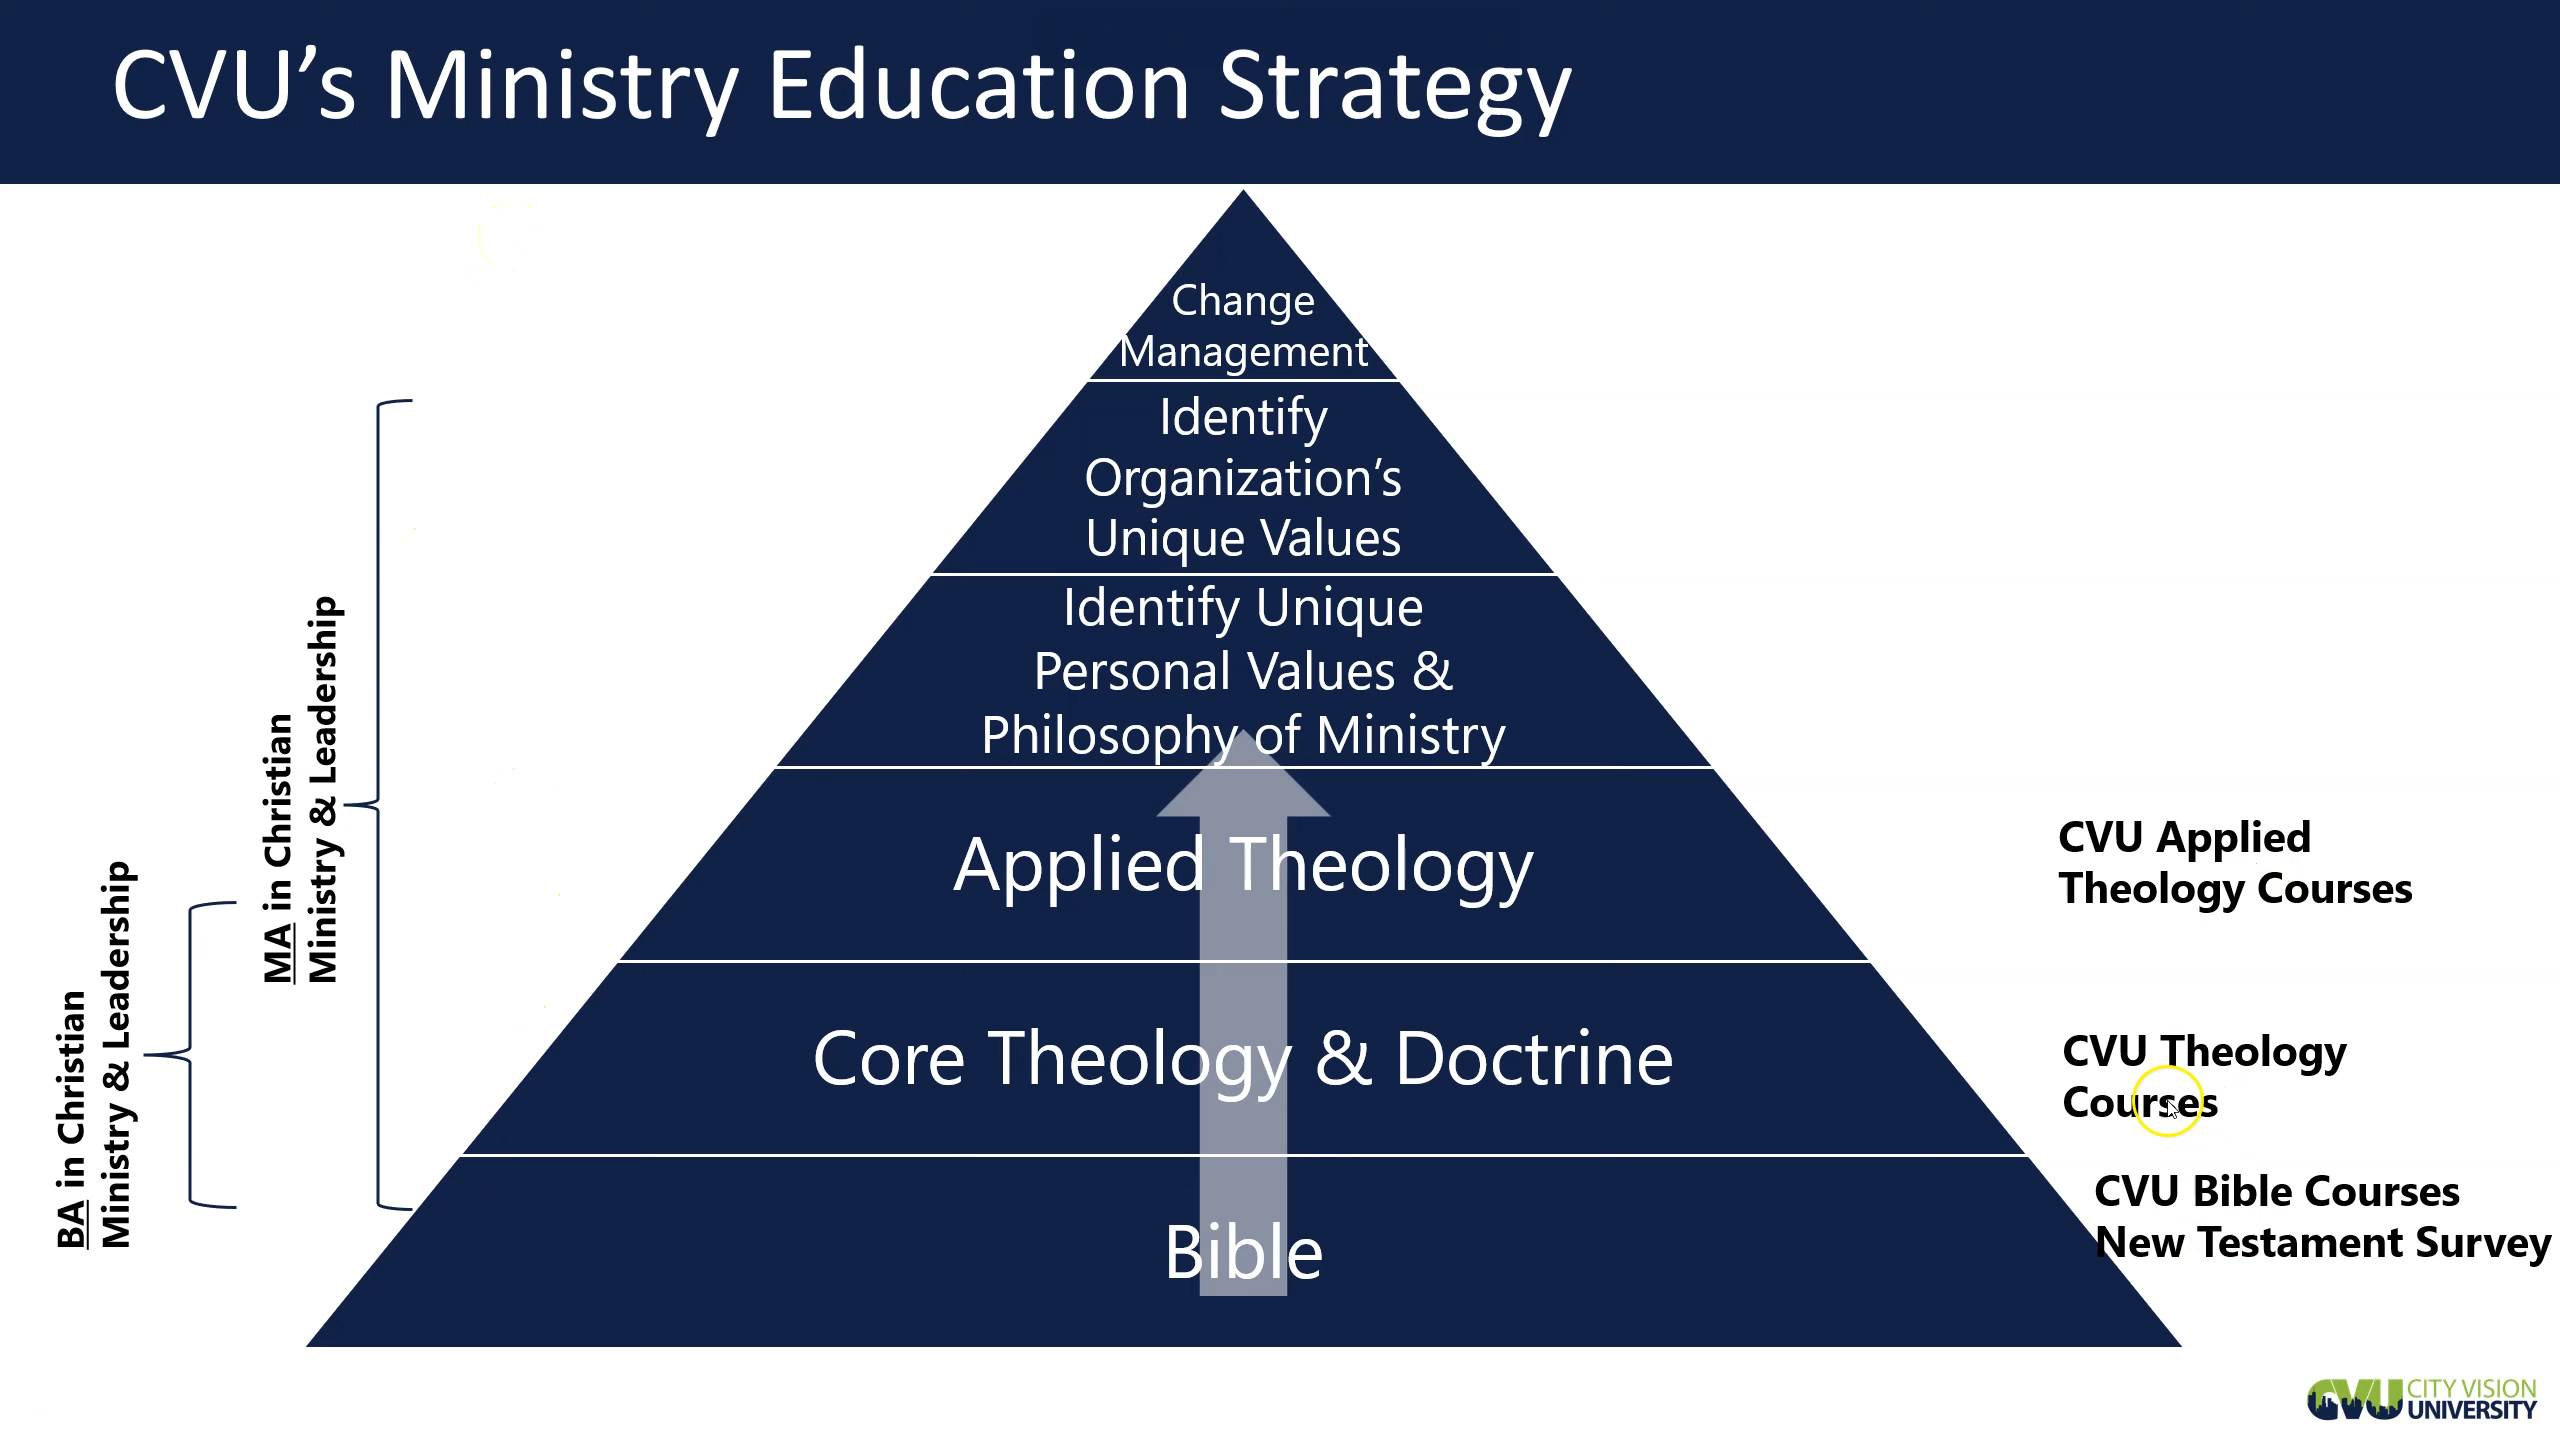 CVU’s Ministry Education Strategy
Change
Management
Identify
Organization’s
Unique Values
Identify Unique
Personal Values &
Philosophy of Ministry
Applied Theology
Core Theology & Doctrine
Bible
MA in Christian
Ministry & Leadership
BA in Christian
Ministry & Leadership
CVU Applied
Theology Courses
CVU Theology
Courses
CVU Bible Courses
New Testament Survey
CVU CITY VISION
UNIVERSITY